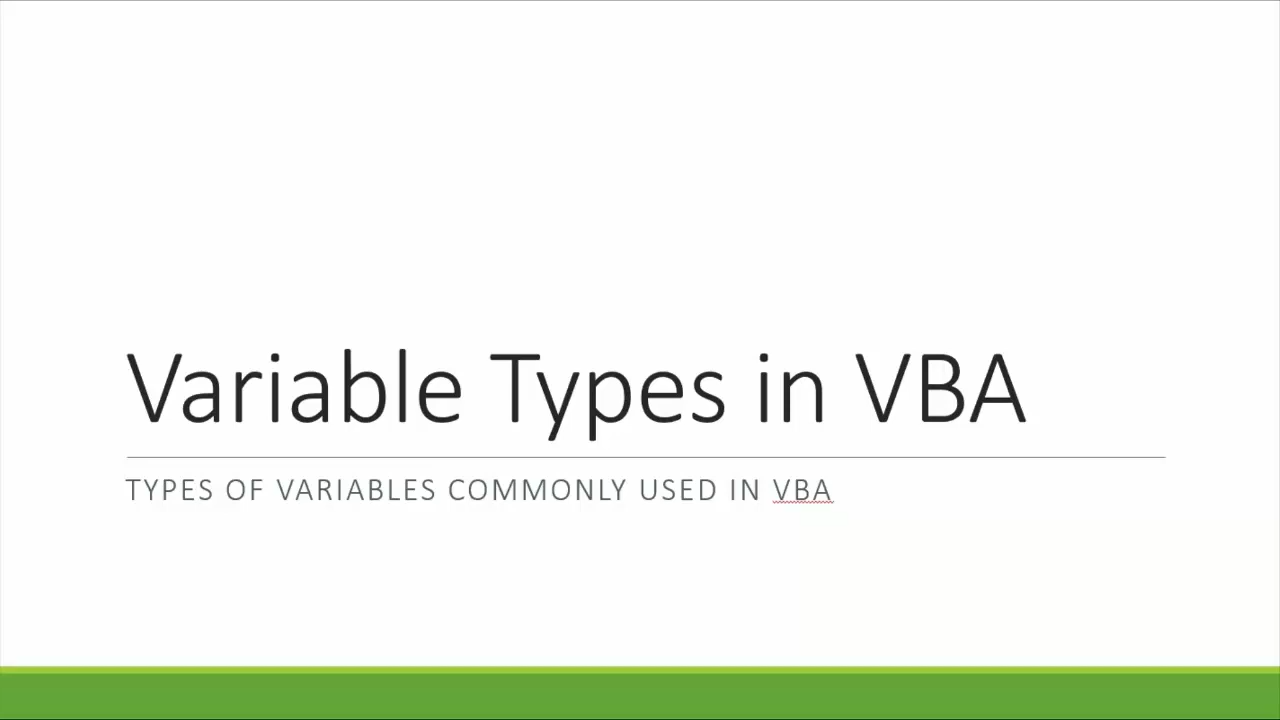 Variable Types in VBA
TYPES OF VARIABLES COMMONLY USED IN VBA